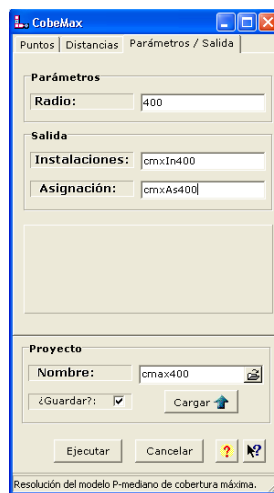 CobeMax
Puntos Distancias Parámetros / Salida
Parámetros
Radio: 400
Salida
Instalaciones: cmxIn400
Asignación: cmxAs400
Proyecto
Nombre: cmax400
¿Guardar?: Cargar
Ejecutar Cancelar ? ?
Resolución del modelo P-mediano de cobertura máxima.